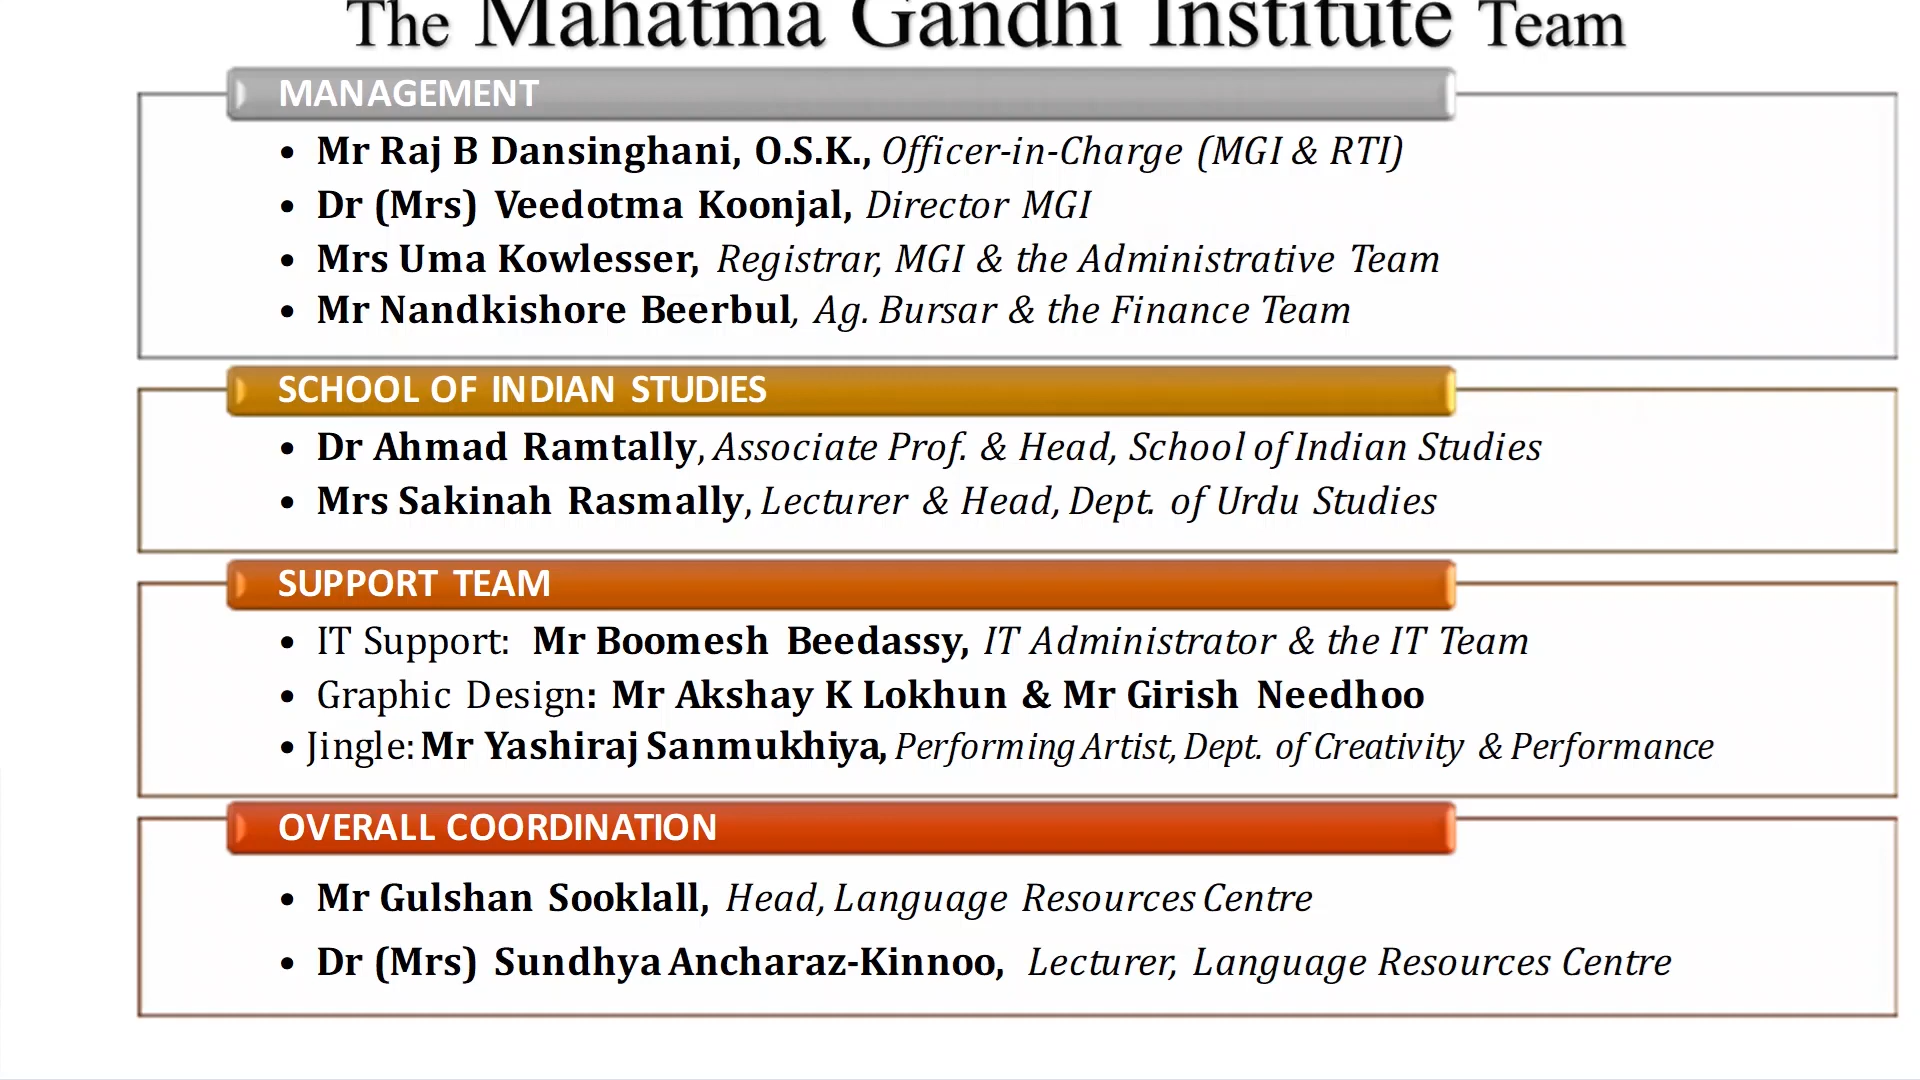 The Mahatma Gandhi Institute Team
MANAGEMENT
• Mr Raj B Dansinghani, O.S.K., Officer-in-Charge (MGI & RTI)
• Dr (Mrs) Veedotma Koonjal, Director MGI
• Mrs Uma Kowlesser, Registrar, MGI & the Administrative Team
• Mr Nandkishore Beerbul, Ag. Bursar & the Finance Team
SCHOOL OF INDIAN STUDIES
• Dr Ahmad Ramtally, Associate Prof. & Head, School of Indian Studies
• Mrs Sakinah Rasmally, Lecturer & Head, Dept. of Urdu Studies
SUPPORT TEAM
• IT Support: Mr Boomesh Beedassy, IT Administrator & the IT Team
• Graphic Design: Mr Akshay K Lokhun & Mr Girish Needhoo
• Jingle: Mr Yashiraj Sanmukhiya, Performing Artist, Dept. of Creativity & Performance
OVERALL COORDINATION
• Mr Gulshan Sooklall, Head, Language Resources Centre
• Dr (Mrs) Sundhya Ancharaz-Kinnoo, Lecturer, Language Resources Centre